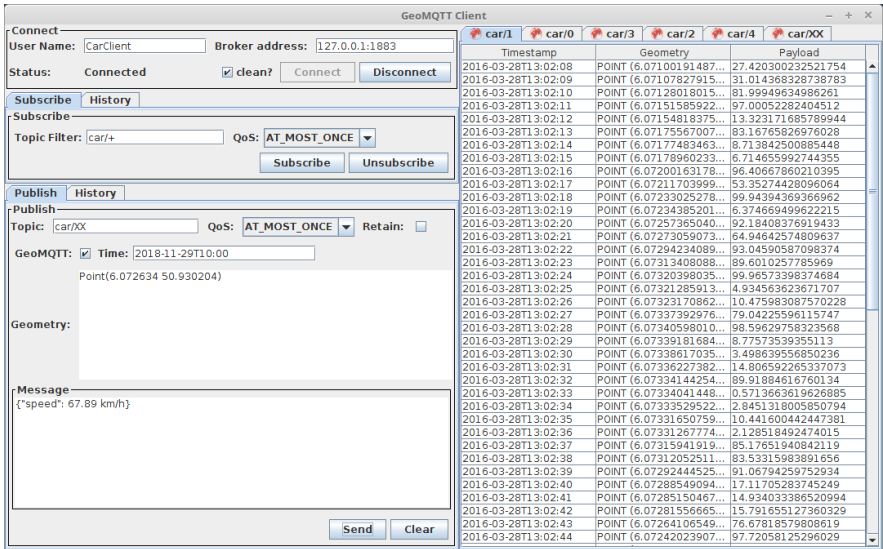 GeoMQTT Client
Connect
User Name: CarClient Broker address: 127.0.0.1:1883
Status: Connected clean? Connect Disconnect
Subscribe History
Subscribe
Topic Filter: car/+ QoS: AT_MOST_ONCE
Subscribe Unsubscribe
Publish History
Publish
Topic: car/XX QoS: AT_MOST_ONCE Retain:
GeoMQTT: Time: 2018-11-29T10:00
Point(6.072634 50.930204)
Geometry:
Message
{"speed": 67.89 km/h}
Send Clear
car/1 car/0 car/3 car/2 car/4 car/XX
Timestamp Geometry Payload
2016-03-28T13:02:08 POINT (6.07100191487... 27.420300232521754
2016-03-28T13:02:09 POINT (6.07107827915... 31.014368328738783
2016-03-28T13:02:10 POINT (6.07128018015... 81.99949634986261
2016-03-28T13:02:11 POINT (6.07151585922... 97.00052282404512
2016-03-28T13:02:12 POINT (6.07154818375... 13.323171685789944
2016-03-28T13:02:13 POINT (6.07175567007... 83.16765826976028
2016-03-28T13:02:14 POINT (6.07177483463... 8.713842500885448
2016-03-28T13:02:15 POINT (6.07178960233... 6.714655992744355
2016-03-28T13:02:16 POINT (6.07200163178... 96.40667860210395
2016-03-28T13:02:17 POINT (6.07211703999... 53.35274428096064
2016-03-28T13:02:18 POINT (6.07233025278... 99.94394369366962
2016-03-28T13:02:19 POINT (6.07234385201... 6.374669499622215
2016-03-28T13:02:20 POINT (6.07257365040... 92.18408376919433
2016-03-28T13:02:21 POINT (6.07273059073... 64.94642574809637
2016-03-28T13:02:22 POINT (6.07294234089... 93.04590587098374
2016-03-28T13:02:23 POINT (6.07313408088... 89.6010257785969
2016-03-28T13:02:24 POINT (6.07320398035... 99.96573398374684
2016-03-28T13:02:25 POINT (6.07321285913... 4.934563623671707
2016-03-28T13:02:26 POINT (6.07323170862... 10.475983087570228
2016-03-28T13:02:27 POINT (6.07337392976... 79.04225596115747
2016-03-28T13:02:28 POINT (6.07340598010... 98.59629758323568
2016-03-28T13:02:29 POINT (6.07339181684... 8.77573539355113
2016-03-28T13:02:30 POINT (6.07338617035... 3.498639556850236
2016-03-28T13:02:31 POINT (6.07336227382... 14.806592265337073
2016-03-28T13:02:32 POINT (6.07334144254... 89.91884616760134
2016-03-28T13:02:33 POINT (6.07334041448... 0.5713663619626885
2016-03-28T13:02:34 POINT (6.07333529522... 2.8451318005850794
2016-03-28T13:02:35 POINT (6.07331650759... 10.441600442447381
2016-03-28T13:02:36 POINT (6.07331267774... 2.128518492474015
2016-03-28T13:02:37 POINT (6.07315941919... 85.17651940842119
2016-03-28T13:02:38 POINT (6.07312052511... 83.53315983891656
2016-03-28T13:02:39 POINT (6.07292444525... 91.06794259752934
2016-03-28T13:02:40 POINT (6.07288549094... 17.11705283745249
2016-03-28T13:02:41 POINT (6.07285150467... 14.934033386520994
2016-03-28T13:02:42 POINT (6.07281556665... 15.791655127360329
2016-03-28T13:02:43 POINT (6.07264106549... 76.67818579808619
2016-03-28T13:02:44 POINT (6.07242023907... 97.72058125296029